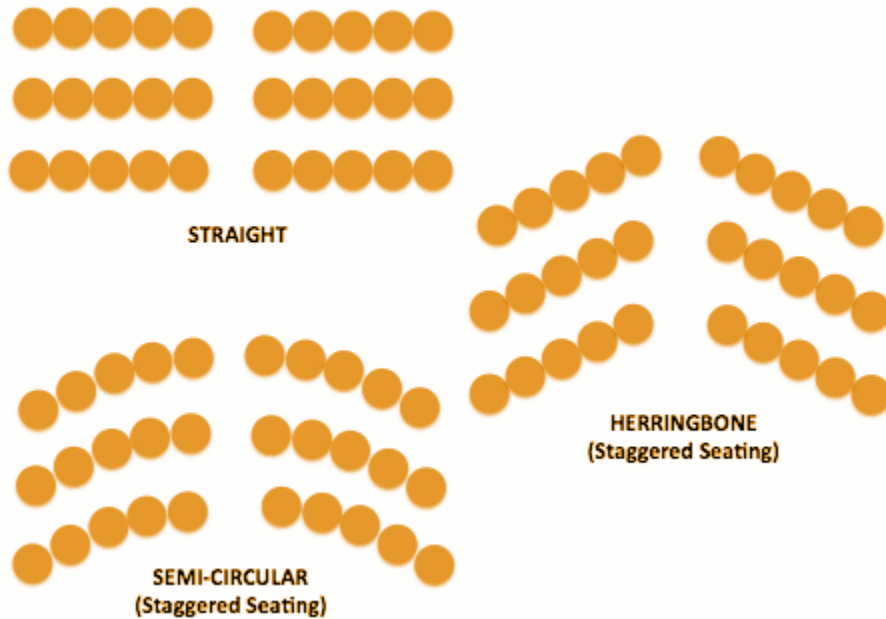 STRAIGHT
HERRINGBONE
(Staggered Seating)
SEMI-CIRCULAR
(Staggered Seating)